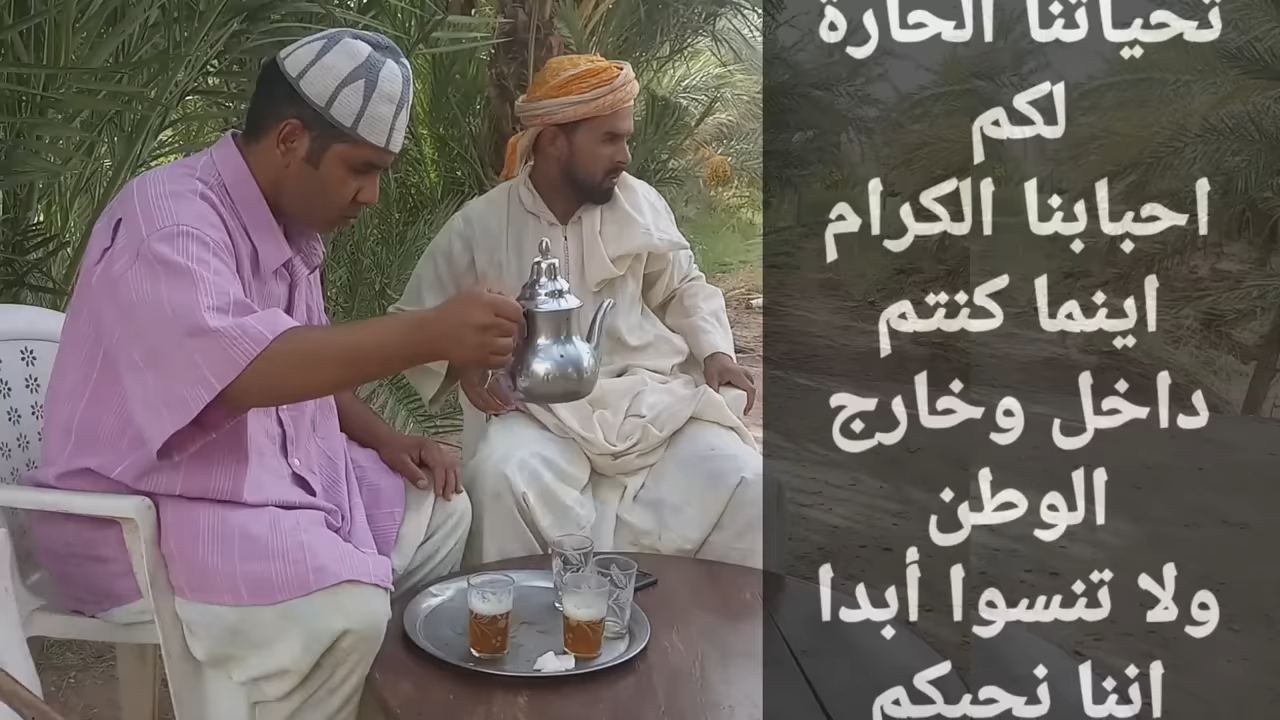 تحياتنا الحارة
لكم
احبابنا الكرام
اينما كنتم
داخل وخارج
الوطن
ولا تنسوا أبدا
اننا نحبكم